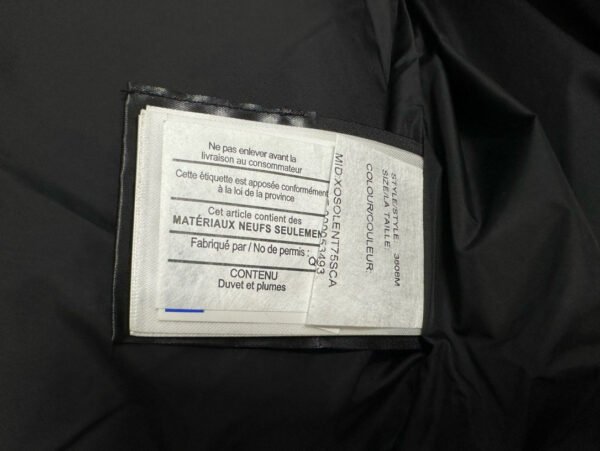 Ne pas enlever avant la
livraison au consommateur
Cette étiquette est apposée conformément
à la loi de la province
Cet article contient des
MATÉRIAUX NEUFS SEULEMEN
Fabriqué par / No de permis :
CONTENU
Duvet et plumes
MID:XOSOLENT75SCA
STYLE/STYLE: 3808M
SIZE/LA TAILLE:
COLOUR/COULEUR: